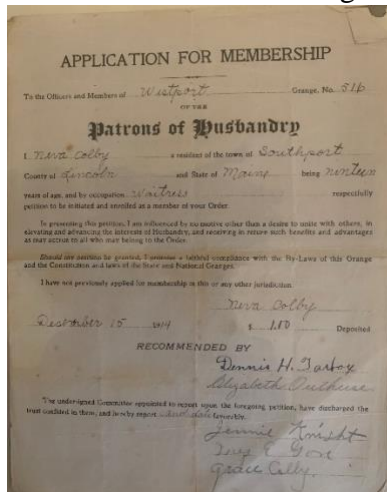 APPLICATION FOR MEMBERSHIP
To the Officers and Members of Westport Grange, No. 516
OF THE
Patrons of Husbandry
I, Neva Colby a resident of the town of Southport
County of Lincoln and State of Maine being ninteen
years of age, and by occupation Waitress respectfully
petition to be initiated and enrolled as a member of your Order.
In presenting this petition, I am influenced by no motive other than a desire to unite with others, in
elevating and advancing the interests of Husbandry, and receiving in return such benefits and advantages
as may accrue to all who may belong to the Order.
Should my petition be granted, I promise a faithful compliance with the By-Laws of this Grange
and the Constitution and laws of the State and National Granges.
I have not previously applied for membership in this or any other jurisdiction.
Neva Colby
December 15 1914 $ 1.00 Deposited
RECOMMENDED BY
Dennis H. Tarbox
Elizabeth
The undersigned Committee appointed to report upon the foregoing petition, have discharged the
trust confided in them, and hereby report favorably.
Jennie Knight
Grace Colby